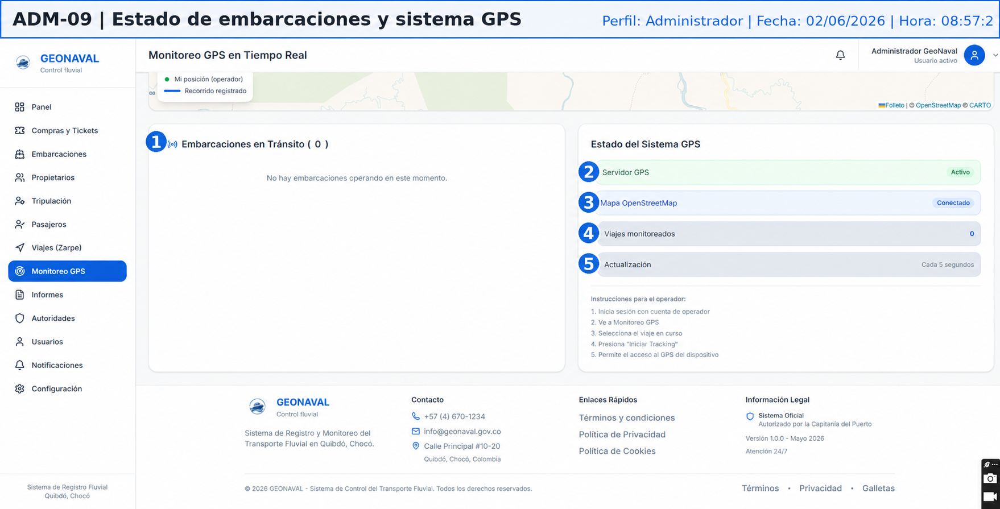 ADM-09 | Estado de embarcaciones y sistema GPS
Perfil: Administrador | Fecha: 02/06/2026 | Hora: 08:57:2
GEONAVAL
Control fluvial
Monitoreo GPS en Tiempo Real
Administrador GeoNaval
Usuario activo
Panel
Compras y Tickets
Embarcaciones
Propietarios
Tripulación
Pasajeros
Viajes (Zarpe)
Monitoreo GPS
Informes
Autoridades
Usuarios
Notificaciones
Configuración
Sistema de Registro Fluvial
Quibdó, Chocó
Mi posición (operador)
Recorrido registrado
Folleto | © OpenStreetMap © CARTO
1 Embarcaciones en Tránsito ( 0 )
No hay embarcaciones operando en este momento.
Estado del Sistema GPS
2 Servidor GPS Activo
3 Mapa OpenStreetMap Conectado
4 Viajes monitoreados 0
5 Actualización Cada 5 segundos
Instrucciones para el operador:
1. Inicia sesión con cuenta de operador
2. Ve a Monitoreo GPS
3. Selecciona el viaje en curso
4. Presiona "Iniciar Tracking"
5. Permite el acceso al GPS del dispositivo
GEONAVAL
Control fluvial
Sistema de Registro y Monitoreo del
Transporte Fluvial en Quibdó, Chocó.
Contacto
+57 (4) 670-1234
info@geonaval.gov.co
Calle Principal #10-20
Quibdó, Chocó, Colombia
Enlaces Rápidos
Términos y condiciones
Política de Privacidad
Política de Cookies
Información Legal
Sistema Oficial
Autorizado por la Capitanía del Puerto
Versión 1.0.0 - Mayo 2026
Atención 24/7
© 2026 GEONAVAL - Sistema de Control del Transporte Fluvial. Todos los derechos reservados.
Términos • Privacidad • Galletas